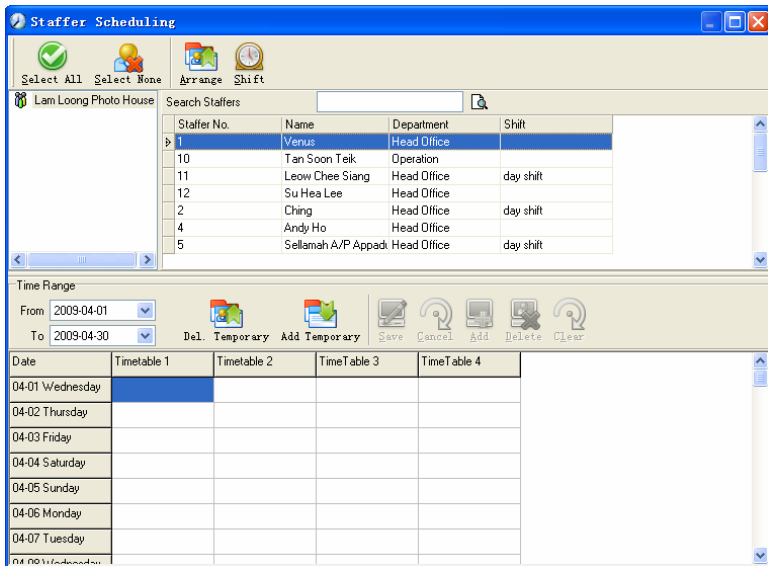 Staffer Scheduling
Select All Select None Arrange Shift
Lam Loong Photo House
Search Staffers
Staffer No. Name Department Shift
1 Venus Head Office
10 Tan Soon Teik Operation
11 Leow Chee Siang Head Office day shift
12 Su Hea Lee Head Office
2 Ching Head Office day shift
4 Andy Ho Head Office
5 Sellamah A/P Appadu Head Office day shift
Time Range
From 2009-04-01
To 2009-04-30
Del. Temporary Add Temporary Save Cancel Add Delete Clear
Date Timetable 1 Timetable 2 TimeTable 3 TimeTable 4
04-01 Wednesday
04-02 Thursday
04-03 Friday
04-04 Saturday
04-05 Sunday
04-06 Monday
04-07 Tuesday
04-08 Wednesday